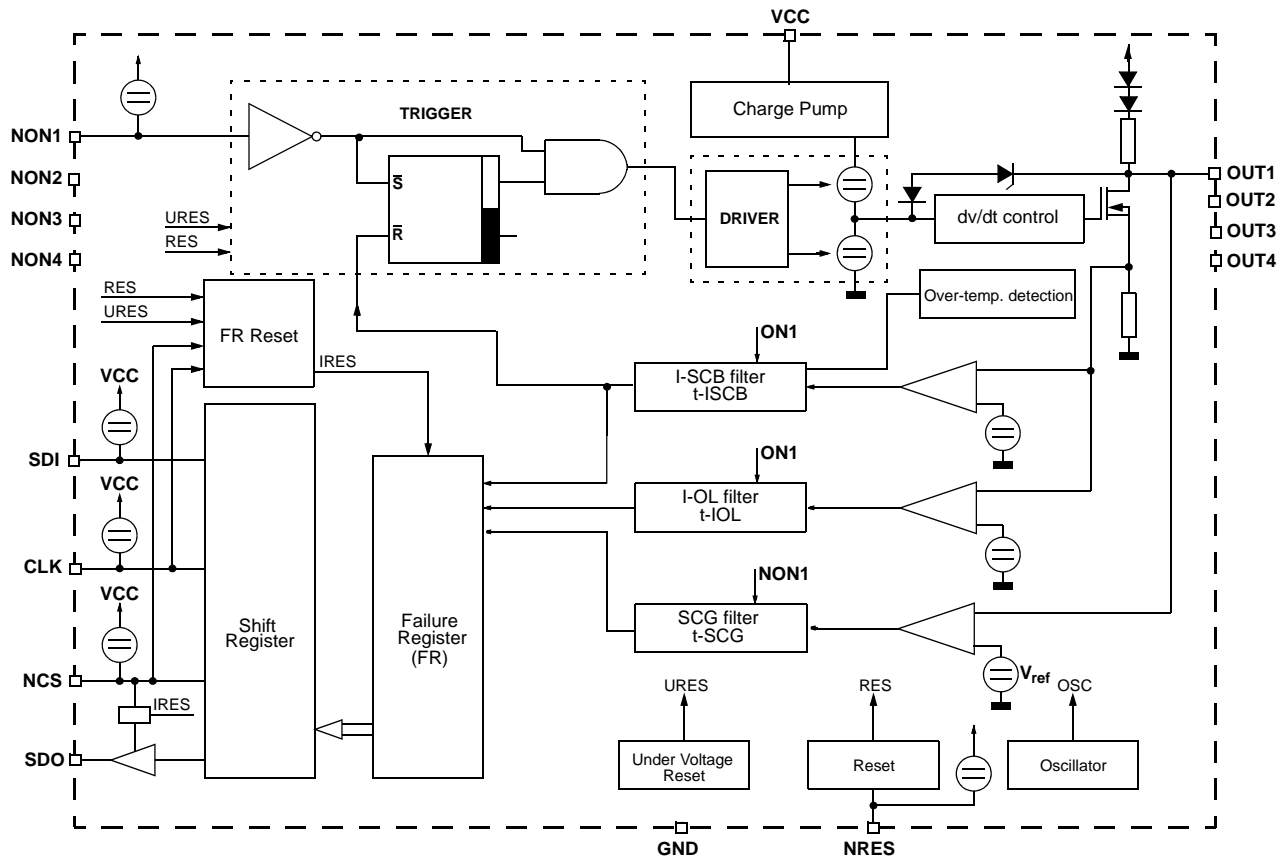 VCC
NON1
NON2
NON3
NON4
TRIGGER
S
R
URES
RES
Charge Pump
DRIVER
dv/dt control
OUT1
OUT2
OUT3
OUT4
Over-temp. detection
RES
URES
FR Reset
IRES
ON1
I-SCB filter
t-ISCB
VCC
SDI
VCC
CLK
VCC
NCS
IRES
SDO
Shift
Register
Failure
Register
(FR)
ON1
I-OL filter
t-IOL
NON1
SCG filter
t-SCG
Vref
URES
Under Voltage
Reset
RES
Reset
OSC
Oscillator
GND
NRES